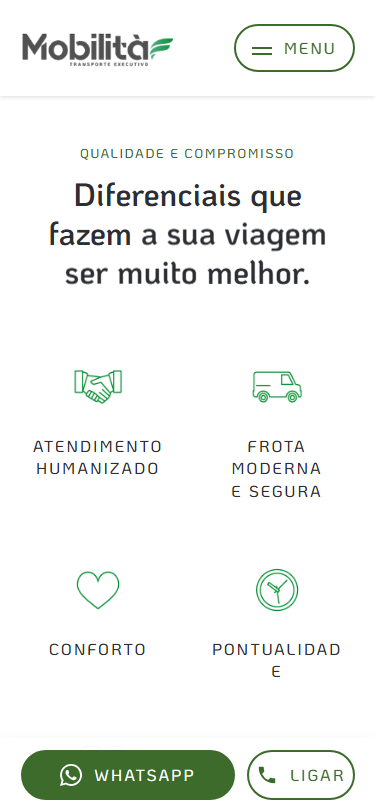 Mobilità
TRANSPORTE EXECUTIVO
MENU
QUALIDADE E COMPROMISSO
Diferenciais que
fazem a sua viagem
ser muito melhor.
ATENDIMENTO
HUMANIZADO
FROTA
MODERNA
E SEGURA
CONFORTO
PONTUALIDAD
E
WHATSAPP
LIGAR